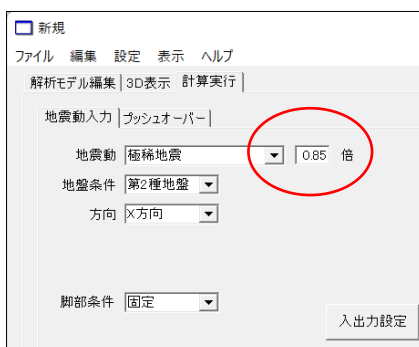 新規
ファイル 編集 設定 表示 ヘルプ
解析モデル編集 3D表示 計算実行
地震動入力 プッシュオーバー
地震動 極稀地震 0.85 倍
地盤条件 第2種地盤
方向 X方向
脚部条件 固定
入出力設定